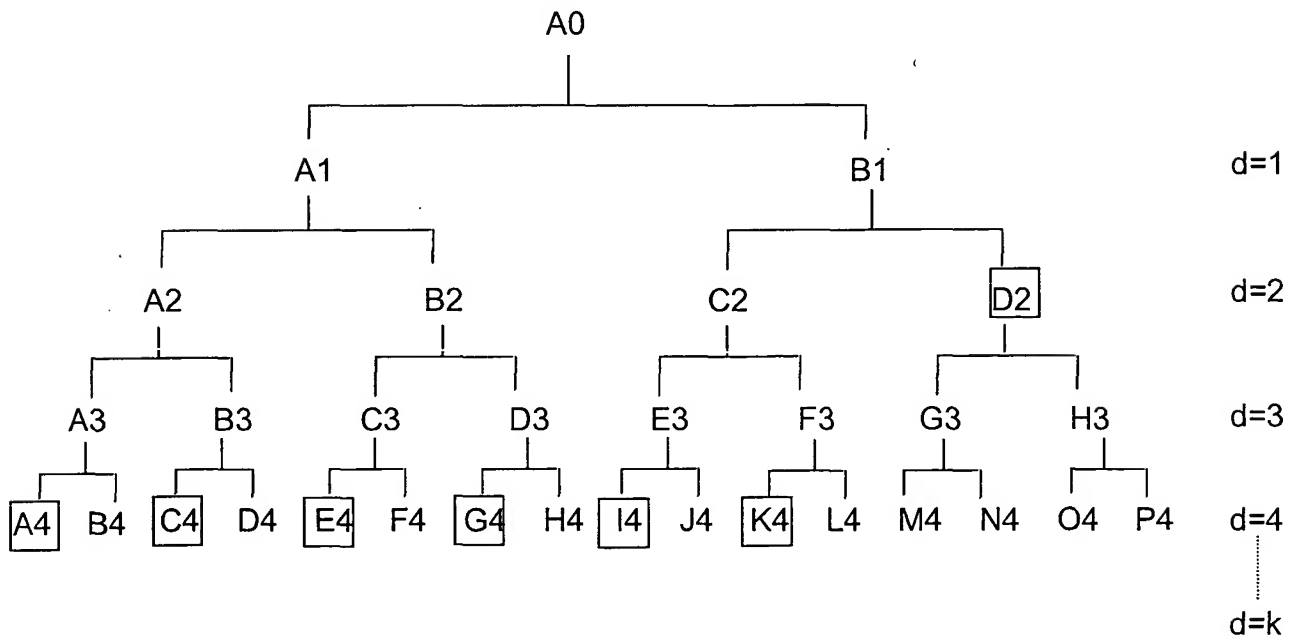 A0
A1 B1 d=1
A2 B2 C2 D2 d=2
A3 B3 C3 D3 E3 F3 G3 H3 d=3
A4 B4 C4 D4 E4 F4 G4 H4 I4 J4 K4 L4 M4 N4 O4 P4 d=4
d=k